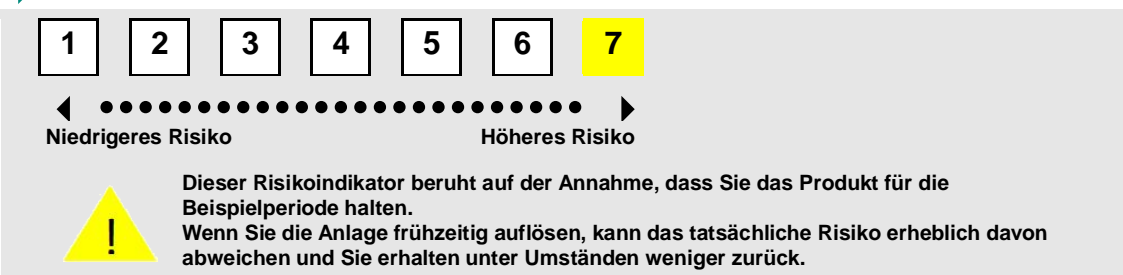 1 2 3 4 5 6 7
Niedrigeres Risiko Höheres Risiko
Dieser Risikoindikator beruht auf der Annahme, dass Sie das Produkt für die
Beispielperiode halten.
! Wenn Sie die Anlage frühzeitig auflösen, kann das tatsächliche Risiko erheblich davon
abweichen und Sie erhalten unter Umständen weniger zurück.